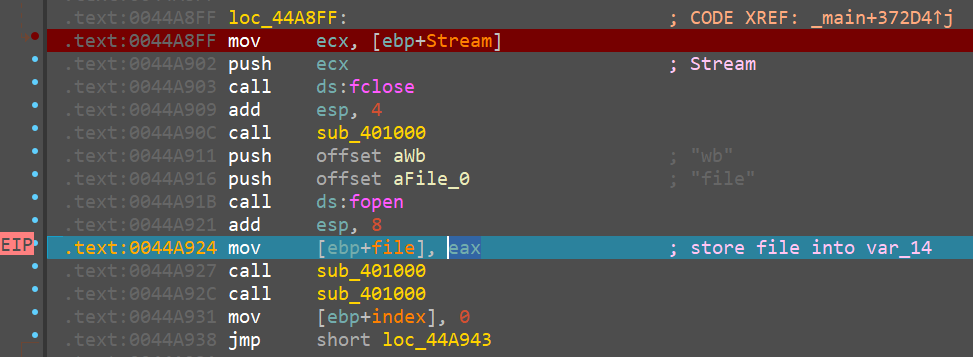 .text:0044A8FF
.text:0044A8FF loc_44A8FF: ; CODE XREF: _main+372D4↑j
.text:0044A8FF mov ecx, [ebp+Stream]
.text:0044A902 push ecx ; Stream
.text:0044A903 call ds:fclose
.text:0044A909 add esp, 4
.text:0044A90C call sub_401000
.text:0044A911 push offset aWb ; "wb"
.text:0044A916 push offset aFile_0 ; "file"
.text:0044A91B call ds:fopen
.text:0044A921 add esp, 8
EIP .text:0044A924 mov [ebp+file], eax ; store file into var_14
.text:0044A927 call sub_401000
.text:0044A92C call sub_401000
.text:0044A931 mov [ebp+index], 0
.text:0044A938 jmp short loc_44A943